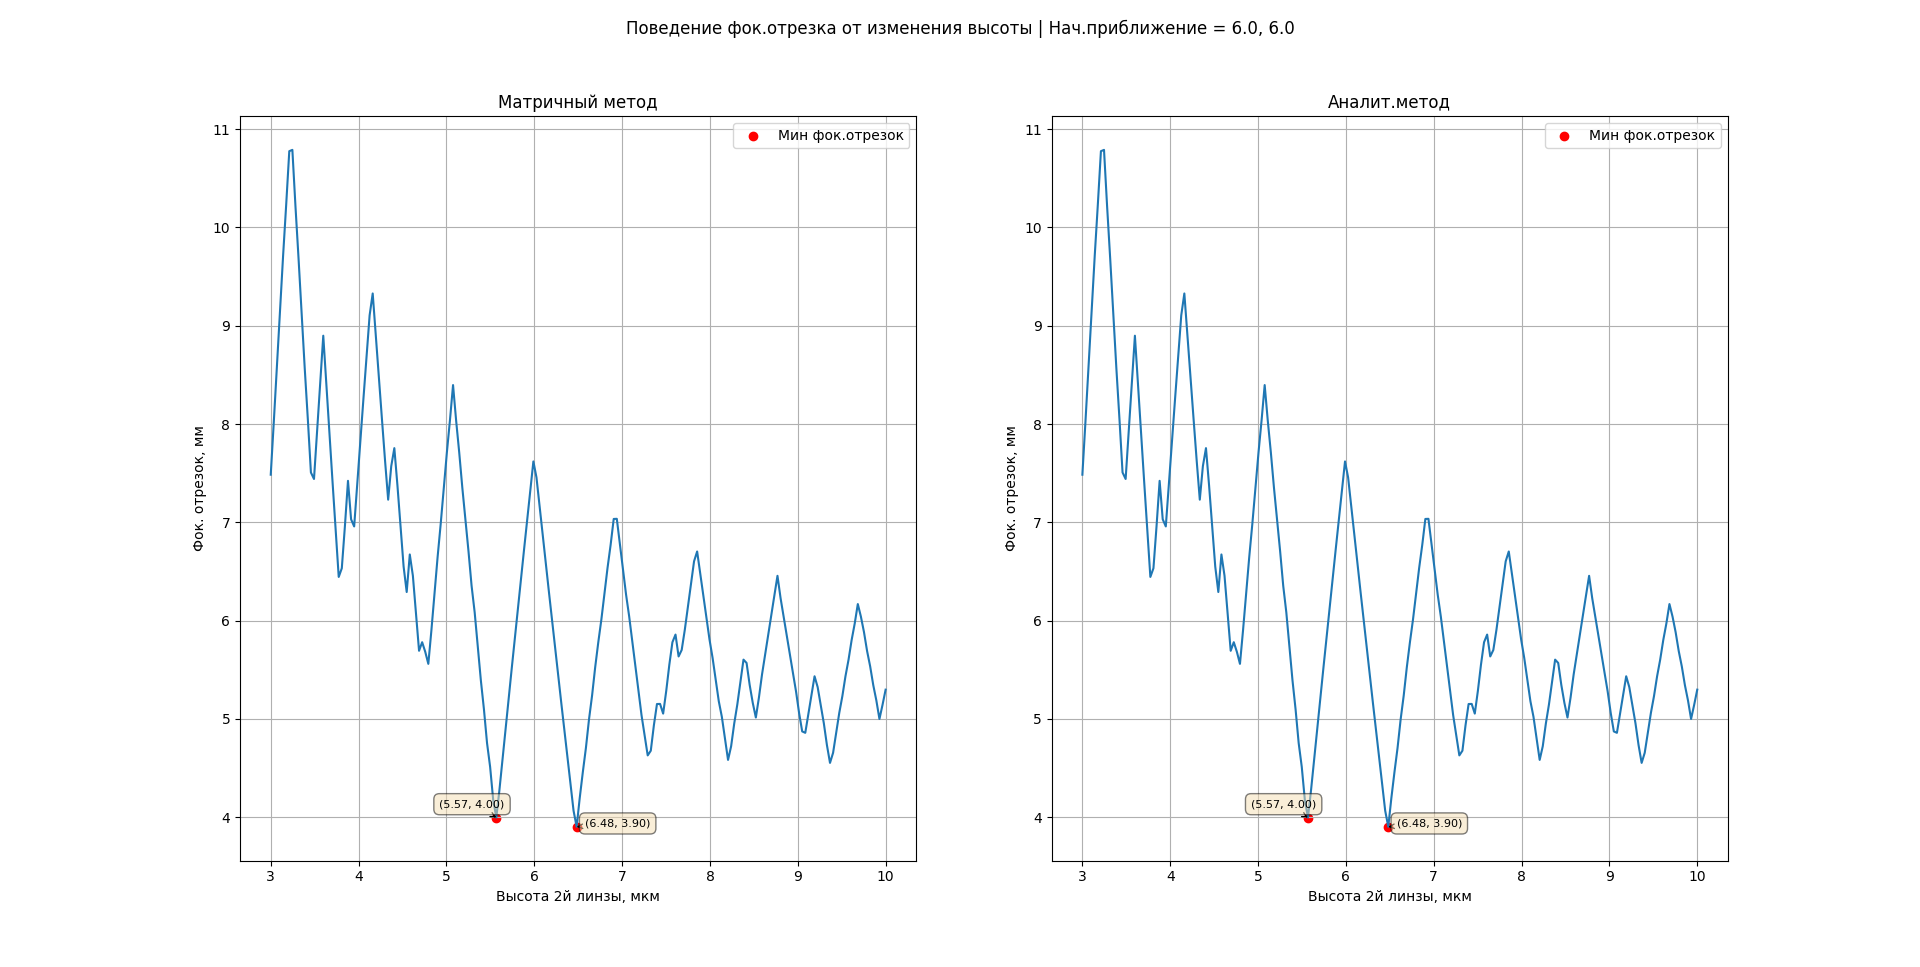 Поведение фок.отрезка от изменения высоты | Нач.приближение = 6.0, 6.0
Матричный метод
Мин фок.отрезок
11
10
9
8
7
6
5
4
Фок. отрезок, мм
(5.57, 4.00)
(6.48, 3.90)
3 4 5 6 7 8 9 10
Высота 2й линзы, мкм
Аналит.метод
Мин фок.отрезок
11
10
9
8
7
6
5
4
Фок. отрезок, мм
(5.57, 4.00)
(6.48, 3.90)
3 4 5 6 7 8 9 10
Высота 2й линзы, мкм